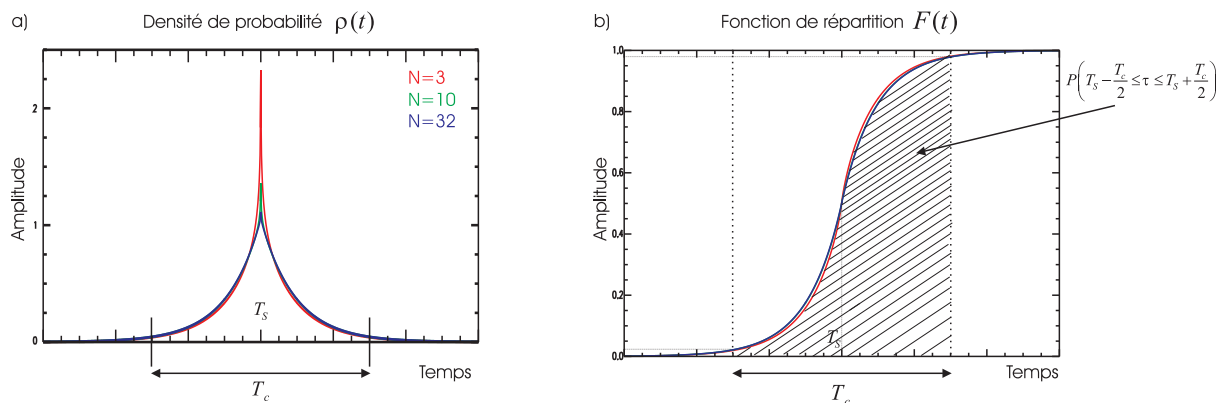 a) Densité de probabilité ρ(t)
N=3
N=10
N=32
2
1
0
Amplitude
T_S
Temps
T_c
b) Fonction de répartition F(t)
1.0
0.8
0.6
0.4
0.2
0.0
Amplitude
P(T_S − T_c/2 ≤ τ ≤ T_S + T_c/2)
T_S
Temps
T_c